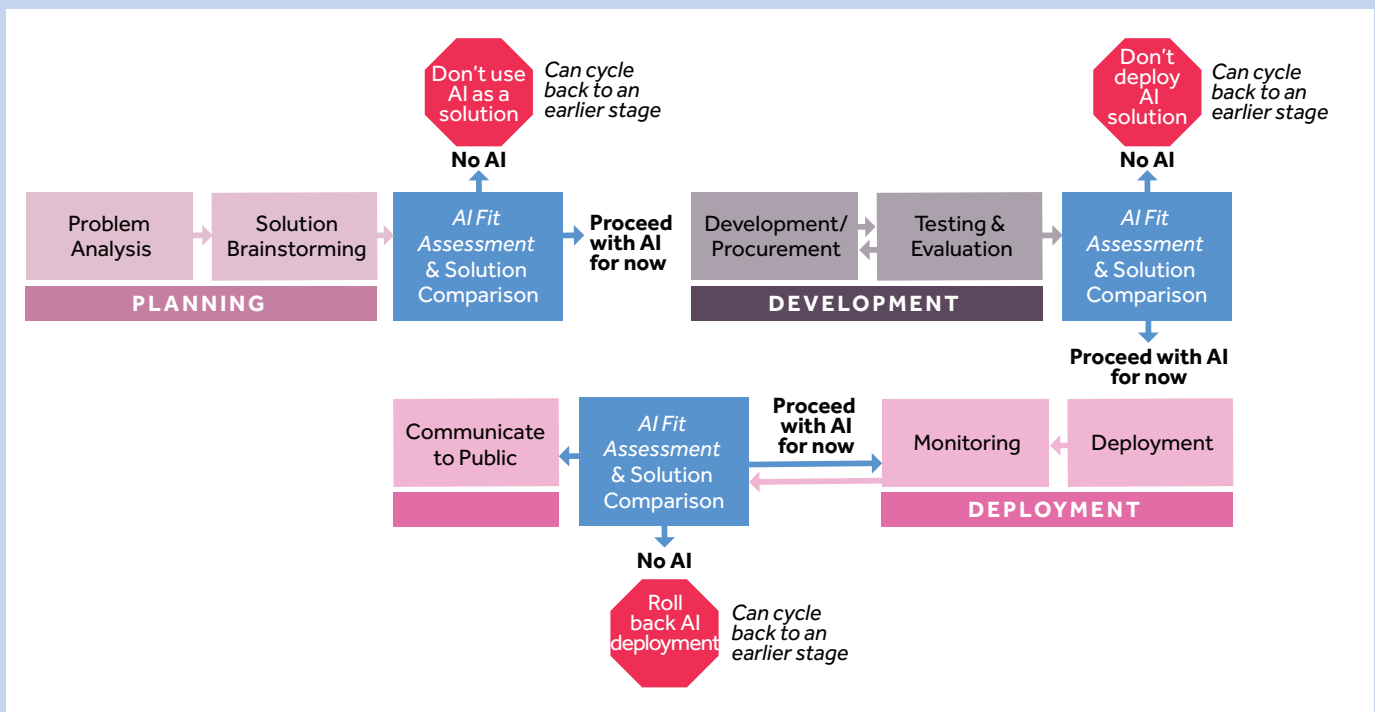 Don't use
AI as a
solution
Can cycle
back to an
earlier stage
No AI
Problem
Analysis
Solution
Brainstorming
PLANNING
AI Fit
Assessment
& Solution
Comparison
Proceed
with AI
for now
Development/
Procurement
Testing &
Evaluation
DEVELOPMENT
Don't
deploy
AI
solution
Can cycle
back to an
earlier stage
No AI
AI Fit
Assessment
& Solution
Comparison
Proceed with AI
for now
Deployment
Monitoring
DEPLOYMENT
Proceed
with AI
for now
AI Fit
Assessment
& Solution
Comparison
Communicate
to Public
No AI
Roll
back AI
deployment
Can cycle
back to an
earlier stage